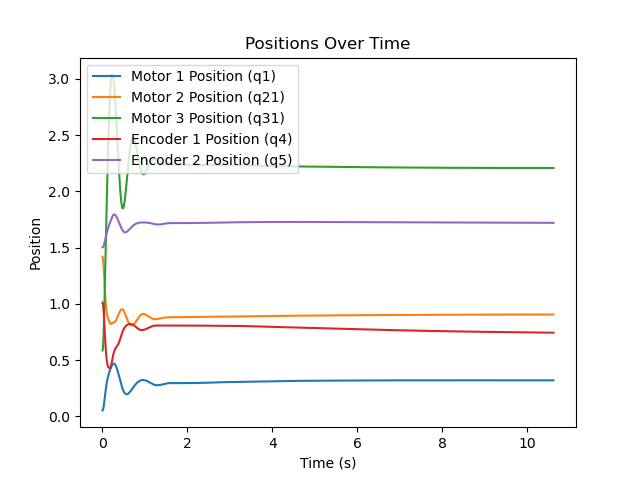 Positions Over Time
Motor 1 Position (q1)
Motor 2 Position (q21)
Motor 3 Position (q31)
Encoder 1 Position (q4)
Encoder 2 Position (q5)
Position
3.0
2.5
2.0
1.5
1.0
0.5
0.0
0 2 4 6 8 10
Time (s)